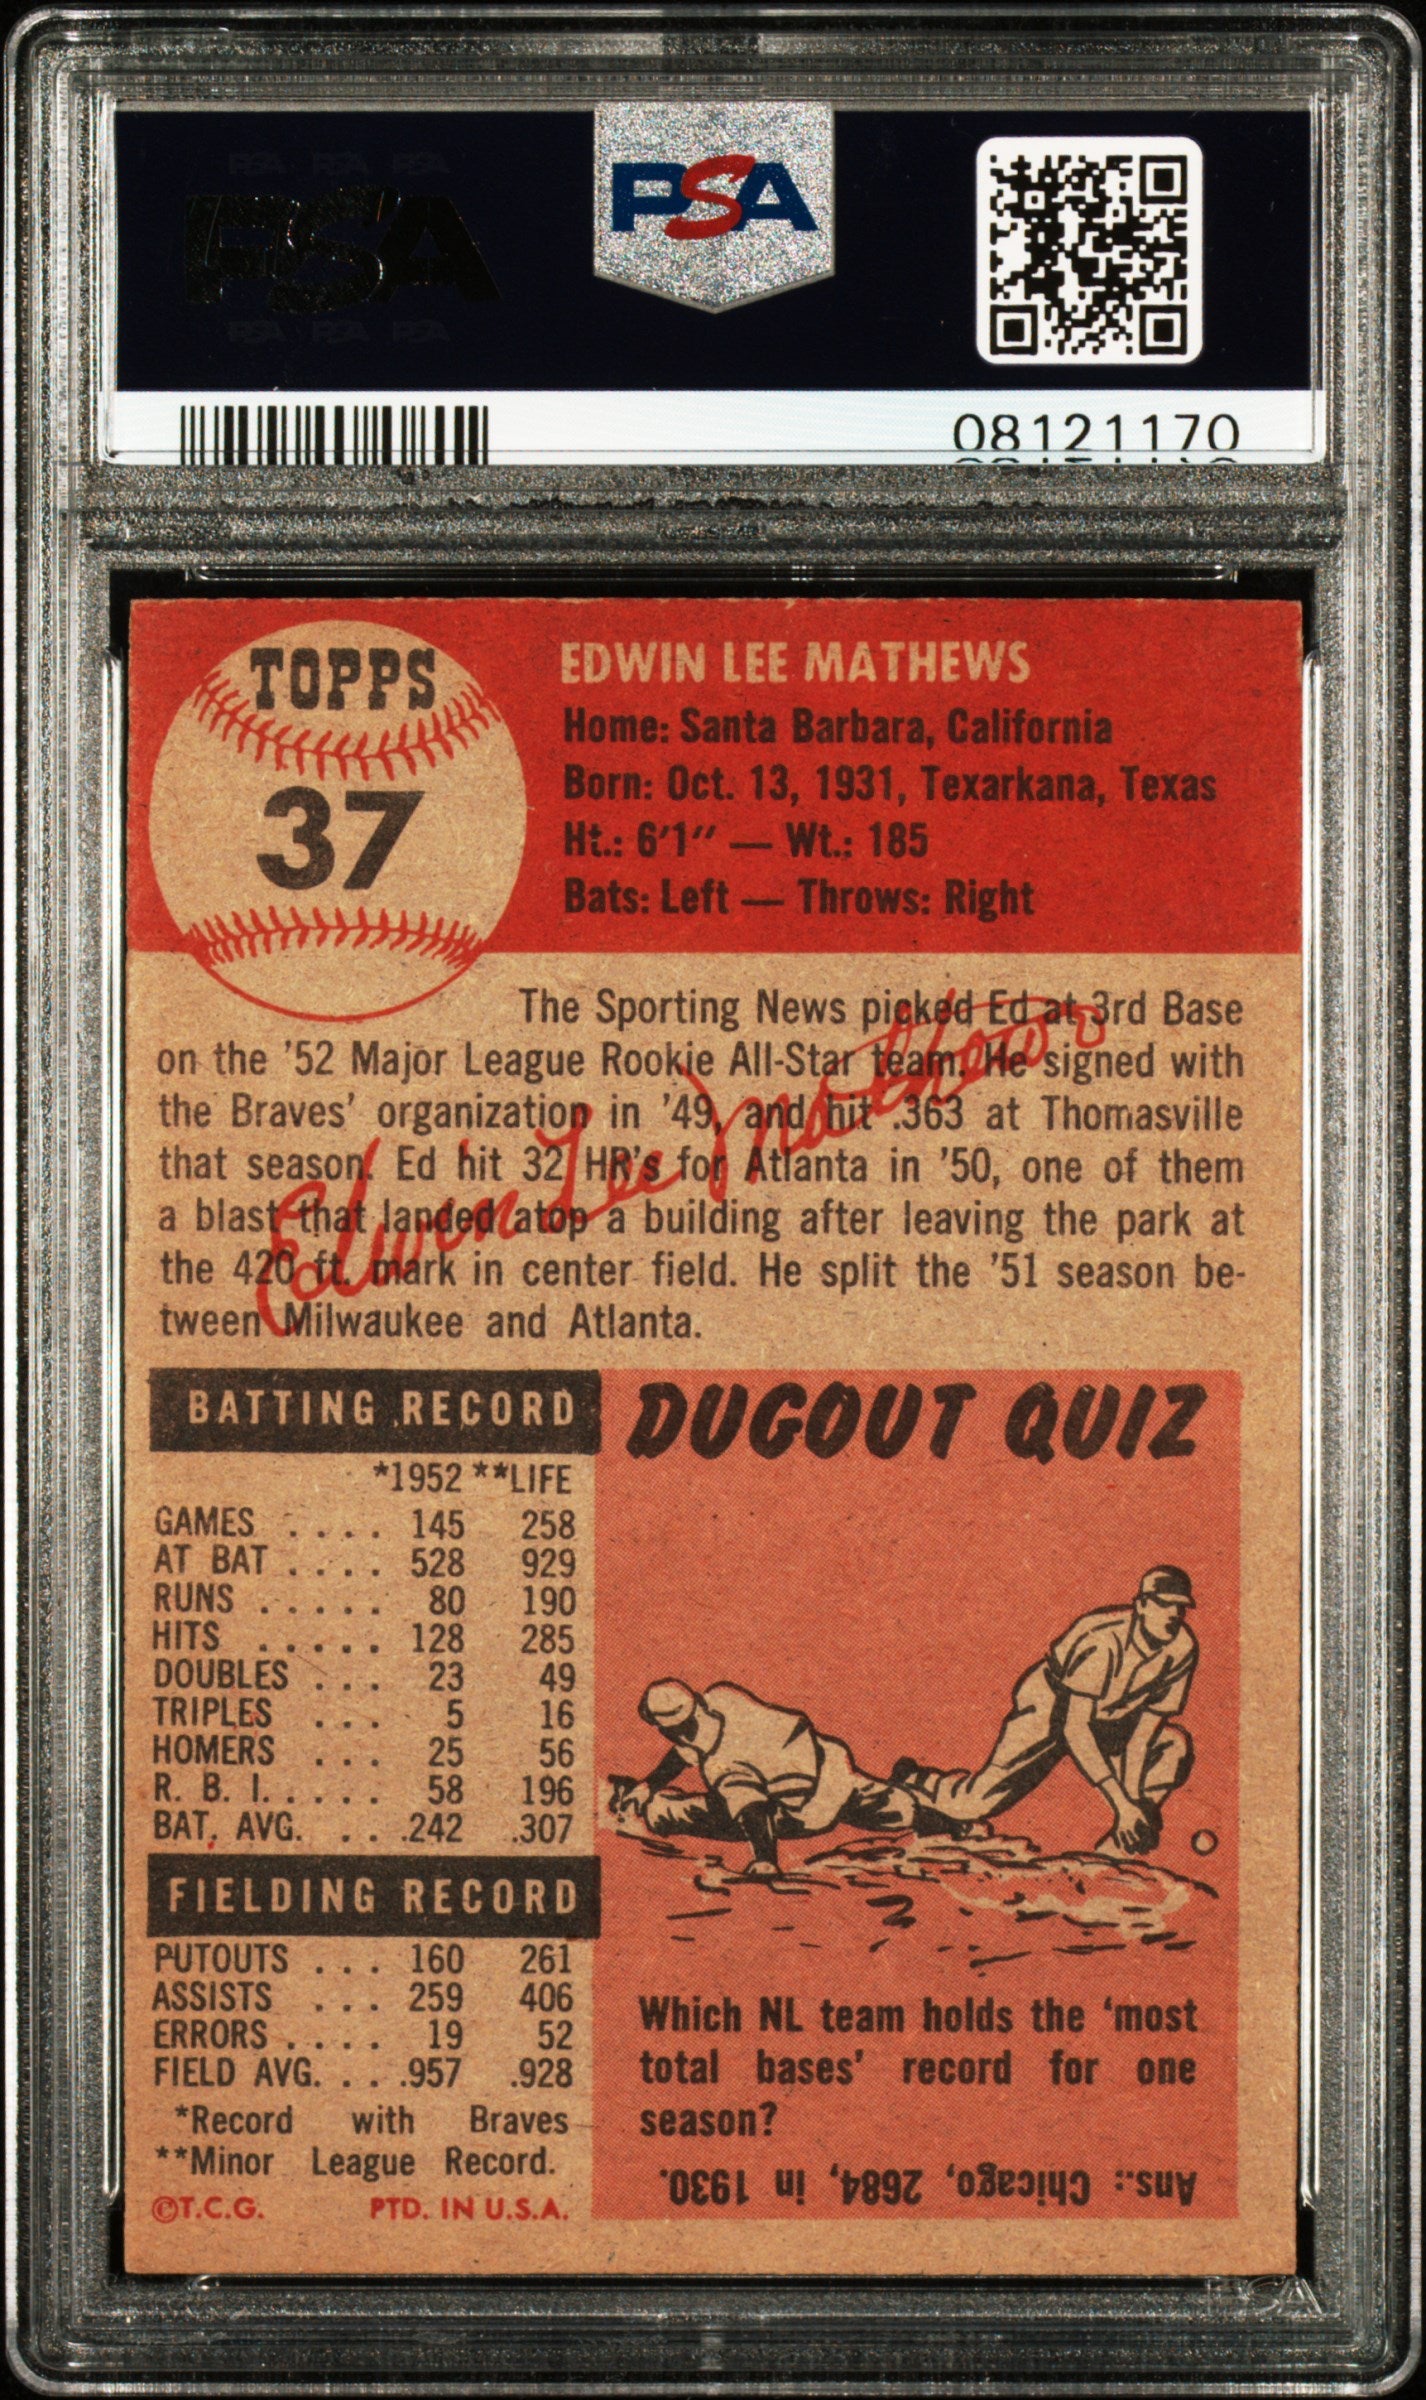 PSA PSA PSA
PSA
PSA PSA PSA
PSA
08121170
TOPPS
37
EDWIN LEE MATHEWS
Home: Santa Barbara, California
Born: Oct. 13, 1931, Texarkana, Texas
Ht.: 6'1" — Wt.: 185
Bats: Left — Throws: Right
The Sporting News picked Ed at 3rd Base
on the '52 Major League Rookie All-Star team. He signed with
the Braves' organization in '49, and hit .363 at Thomasville
that season. Ed hit 32 HR's for Atlanta in '50, one of them
a blast that landed atop a building after leaving the park at
the 420 ft. mark in center field. He split the '51 season be-
tween Milwaukee and Atlanta.
Edwin Lee Mathews
BATTING RECORD
*1952 **LIFE
GAMES .... 145 258
AT BAT .... 528 929
RUNS ..... 80 190
HITS ..... 128 285
DOUBLES ... 23 49
TRIPLES ... 5 16
HOMERS ... 25 56
R. B. I. .... 58 196
BAT. AVG. . . .242 .307
FIELDING RECORD
PUTOUTS ... 160 261
ASSISTS ... 259 406
ERRORS .... 19 52
FIELD AVG. . . .957 .928
*Record with Braves
**Minor League Record.
©T.C.G. PTD. IN U.S.A.
DUGOUT QUIZ
Which NL team holds the 'most
total bases' record for one
season?
Ans.: Chicago, 2684, in 1930.
PSA